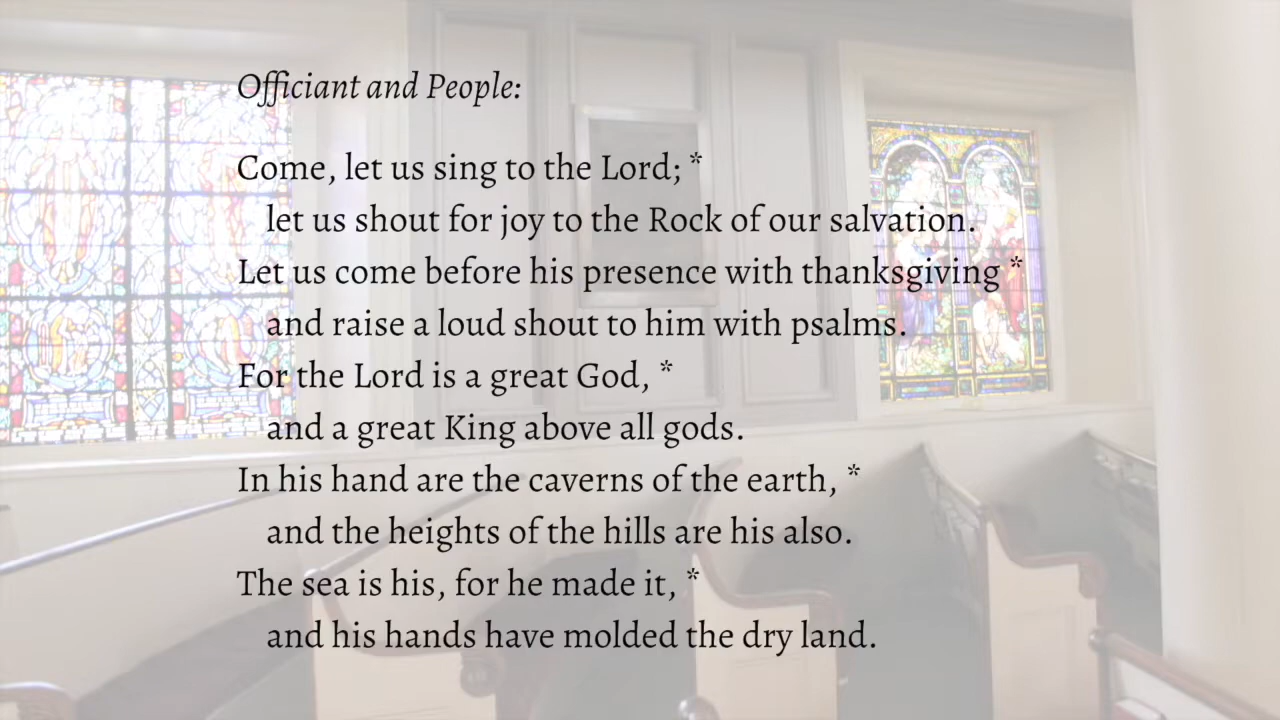 Officiant and People:
Come, let us sing to the Lord; *
let us shout for joy to the Rock of our salvation.
Let us come before his presence with thanksgiving *
and raise a loud shout to him with psalms.
For the Lord is a great God, *
and a great King above all gods.
In his hand are the caverns of the earth, *
and the heights of the hills are his also.
The sea is his, for he made it, *
and his hands have molded the dry land.